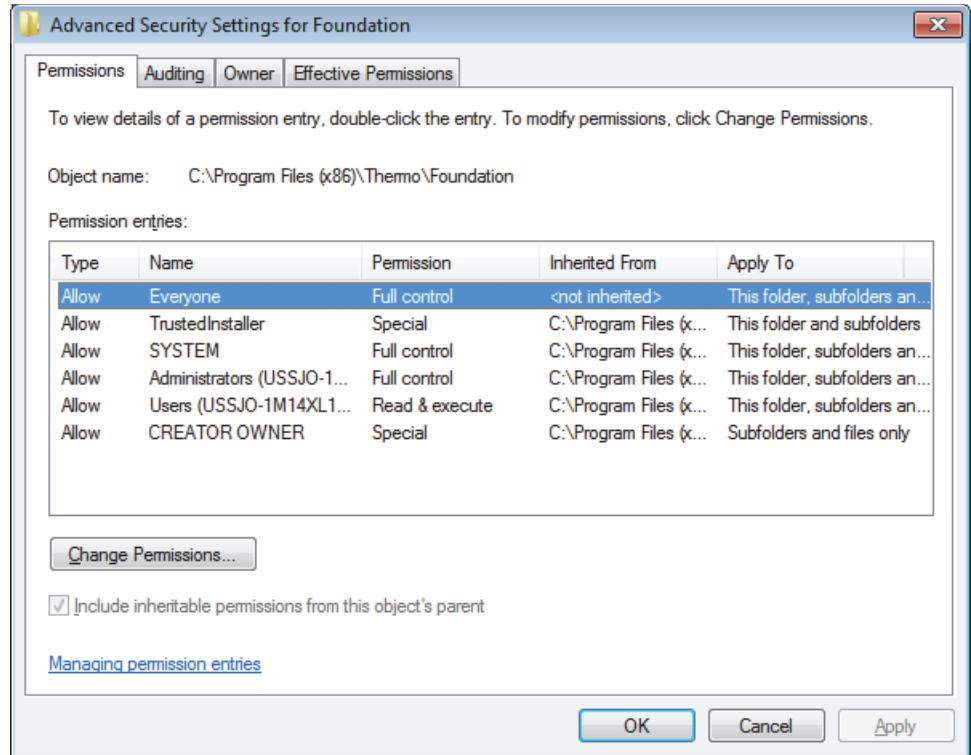 Advanced Security Settings for Foundation
Permissions Auditing Owner Effective Permissions
To view details of a permission entry, double-click the entry. To modify permissions, click Change Permissions.
Object name: C:\Program Files (x86)\Thermo\Foundation
Permission entries:
Type Name Permission Inherited From Apply To
Allow Everyone Full control <not inherited> This folder, subfolders an...
Allow TrustedInstaller Special C:\Program Files (x... This folder and subfolders
Allow SYSTEM Full control C:\Program Files (x... This folder, subfolders an...
Allow Administrators (USSJO-1... Full control C:\Program Files (x... This folder, subfolders an...
Allow Users (USSJO-1M14XL1... Read & execute C:\Program Files (x... This folder, subfolders an...
Allow CREATOR OWNER Special C:\Program Files (x... Subfolders and files only
Change Permissions...
Include inheritable permissions from this object's parent
Managing permission entries
OK Cancel Apply